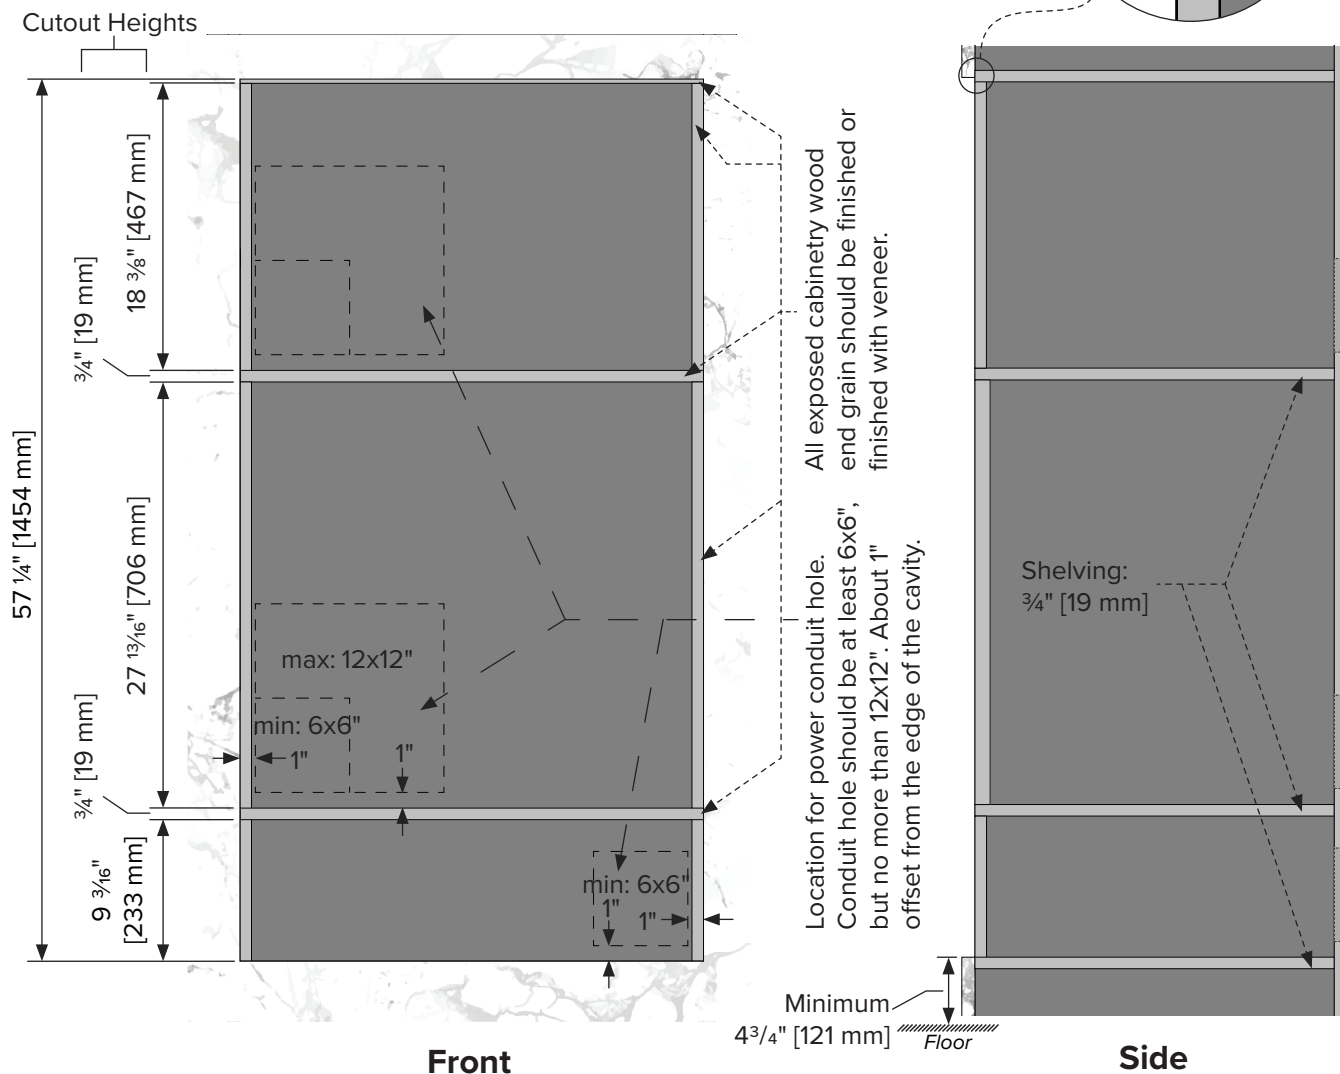 Cutout Heights
57 ¼" [1454 mm]
18 ⅜" [467 mm]
¾" [19 mm]
27 ¹³⁄₁₆" [706 mm]
¾" [19 mm]
9 ³⁄₁₆"
[233 mm]
max: 12x12"
min: 6x6"
1"
1"
min: 6x6"
1"
1"
All exposed cabinetry wood
end grain should be finished or
finished with veneer.
Location for power conduit hole.
Conduit hole should be at least 6x6",
but no more than 12x12". About 1"
offset from the edge of the cavity.
Shelving:
¾" [19 mm]
Minimum
4³/₄" [121 mm]
Floor
Front
Side